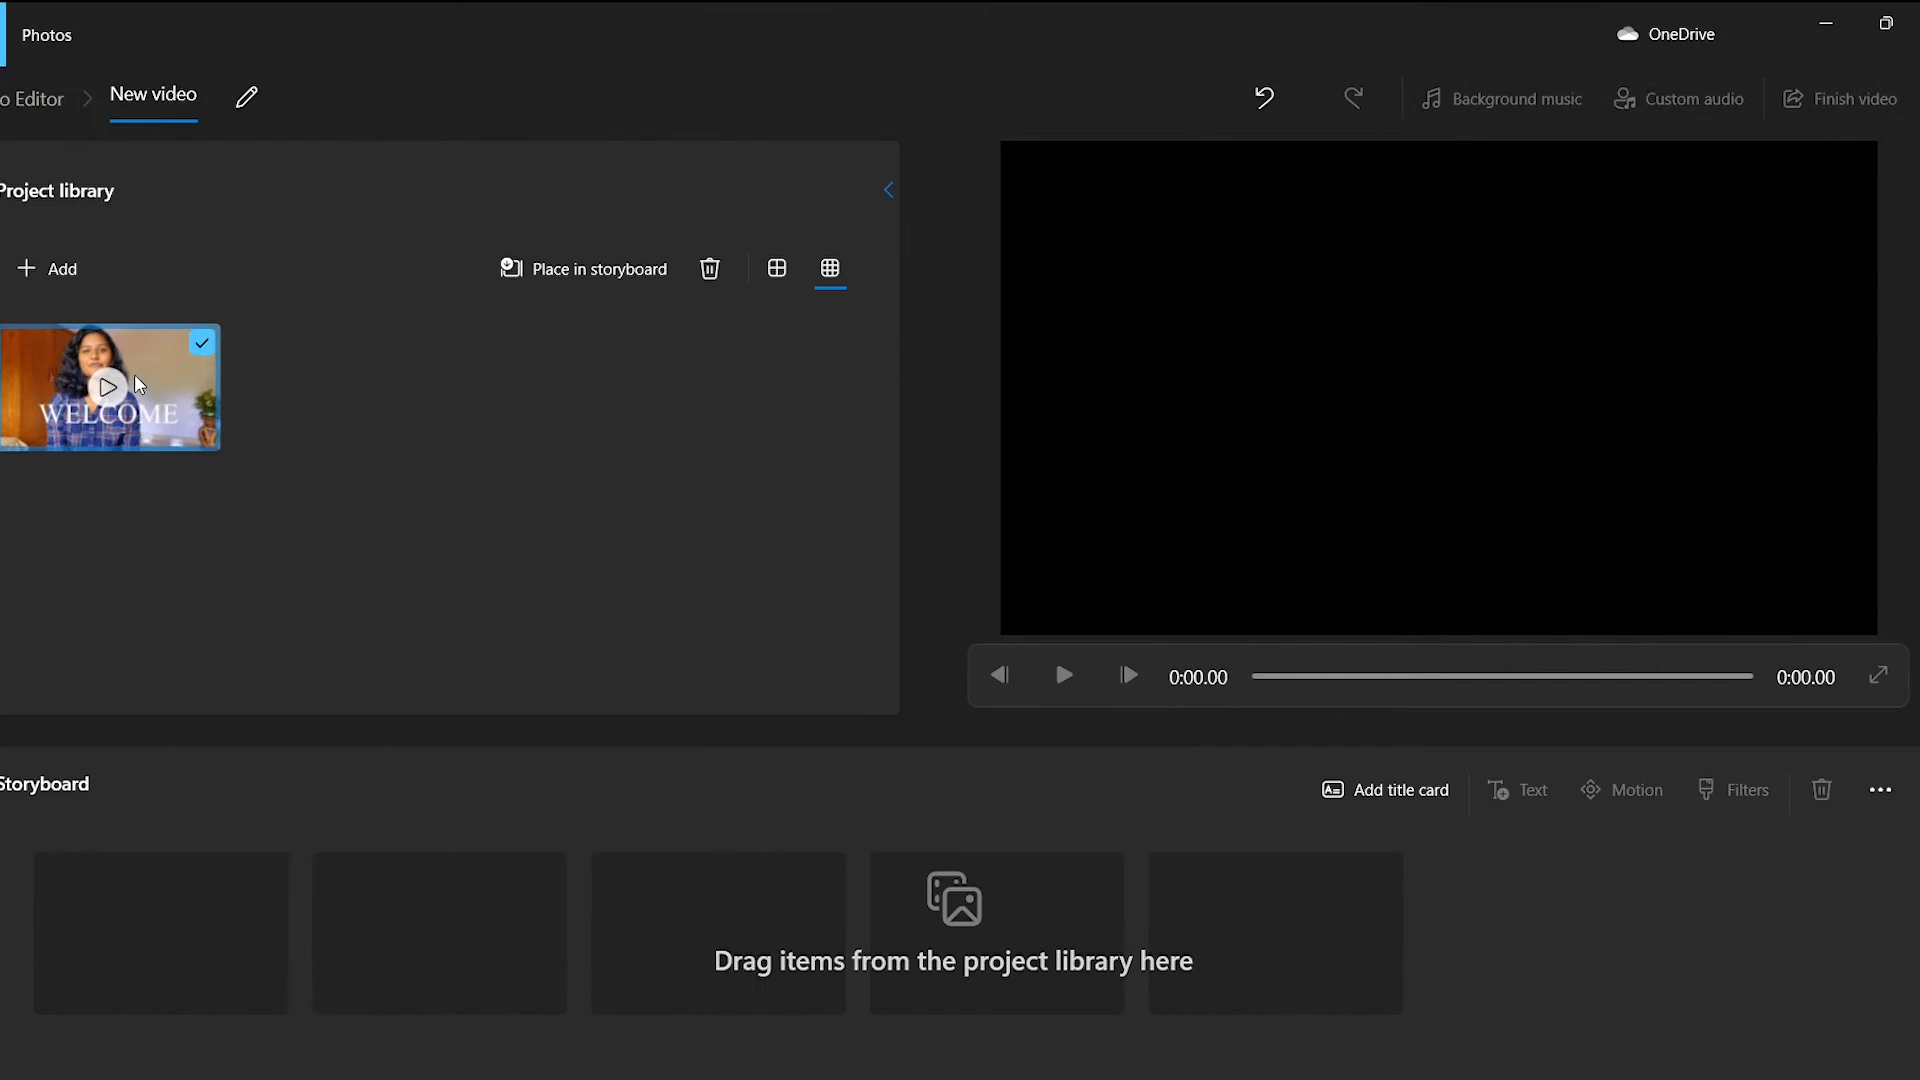 Photos
OneDrive
o Editor
New video
Background music
Custom audio
Finish video
Project library
Add
Place in storyboard
WELCOME
0:00.00
0:00.00
Storyboard
Add title card
Text
Motion
Filters
Drag items from the project library here